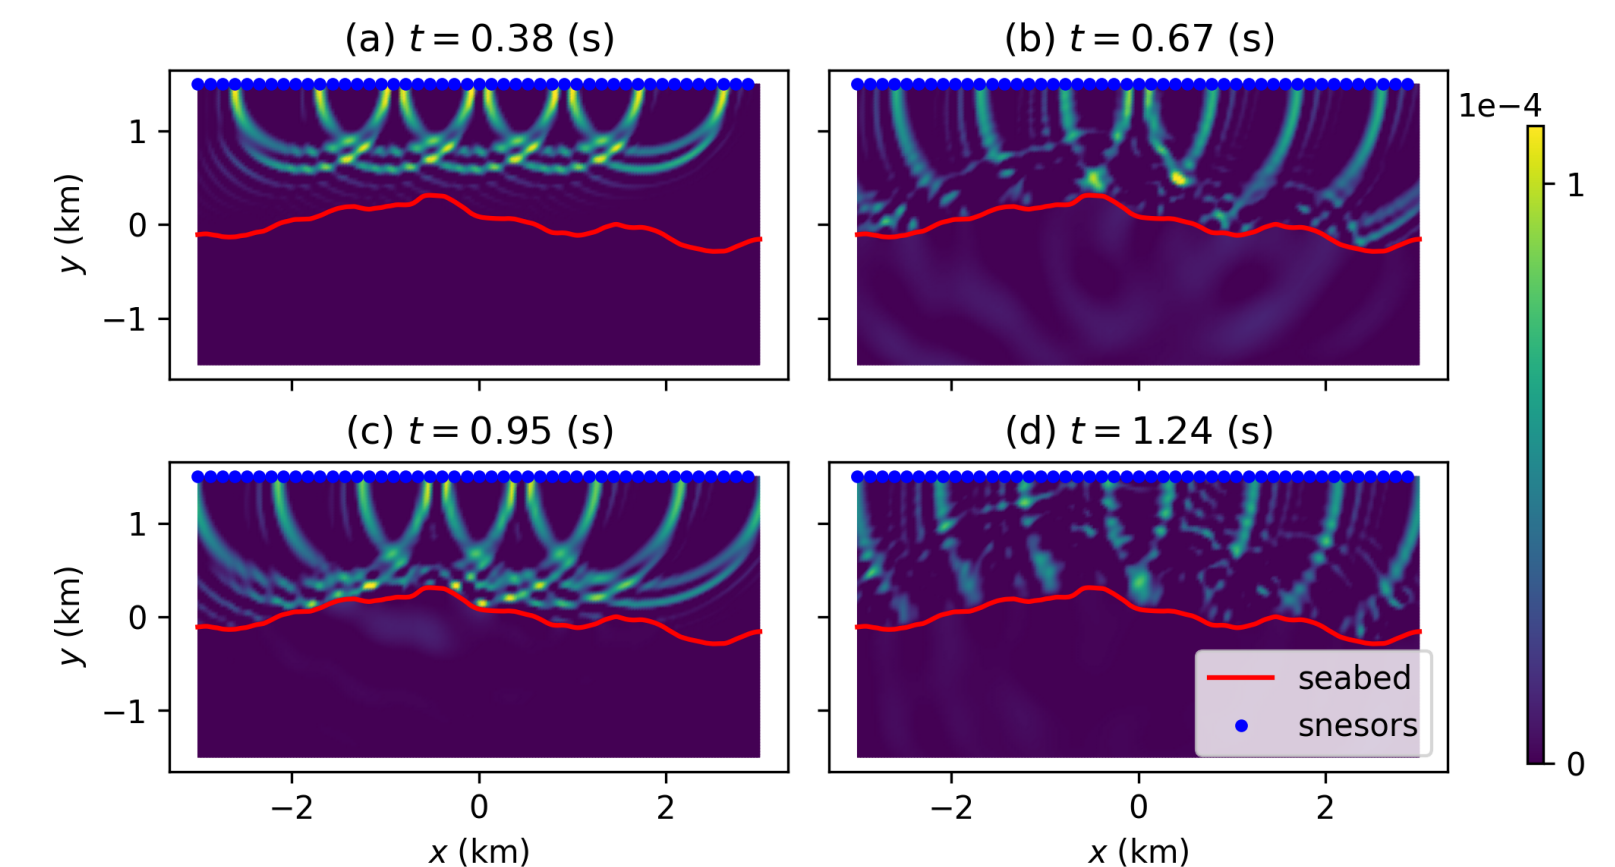 (a) t = 0.38 (s)
(b) t = 0.67 (s)
1e−4
1
0
−1
y (km)
1
0
(c) t = 0.95 (s)
(d) t = 1.24 (s)
1
0
−1
y (km)
seabed
snesors
−2
0
2
x (km)
−2
0
2
x (km)